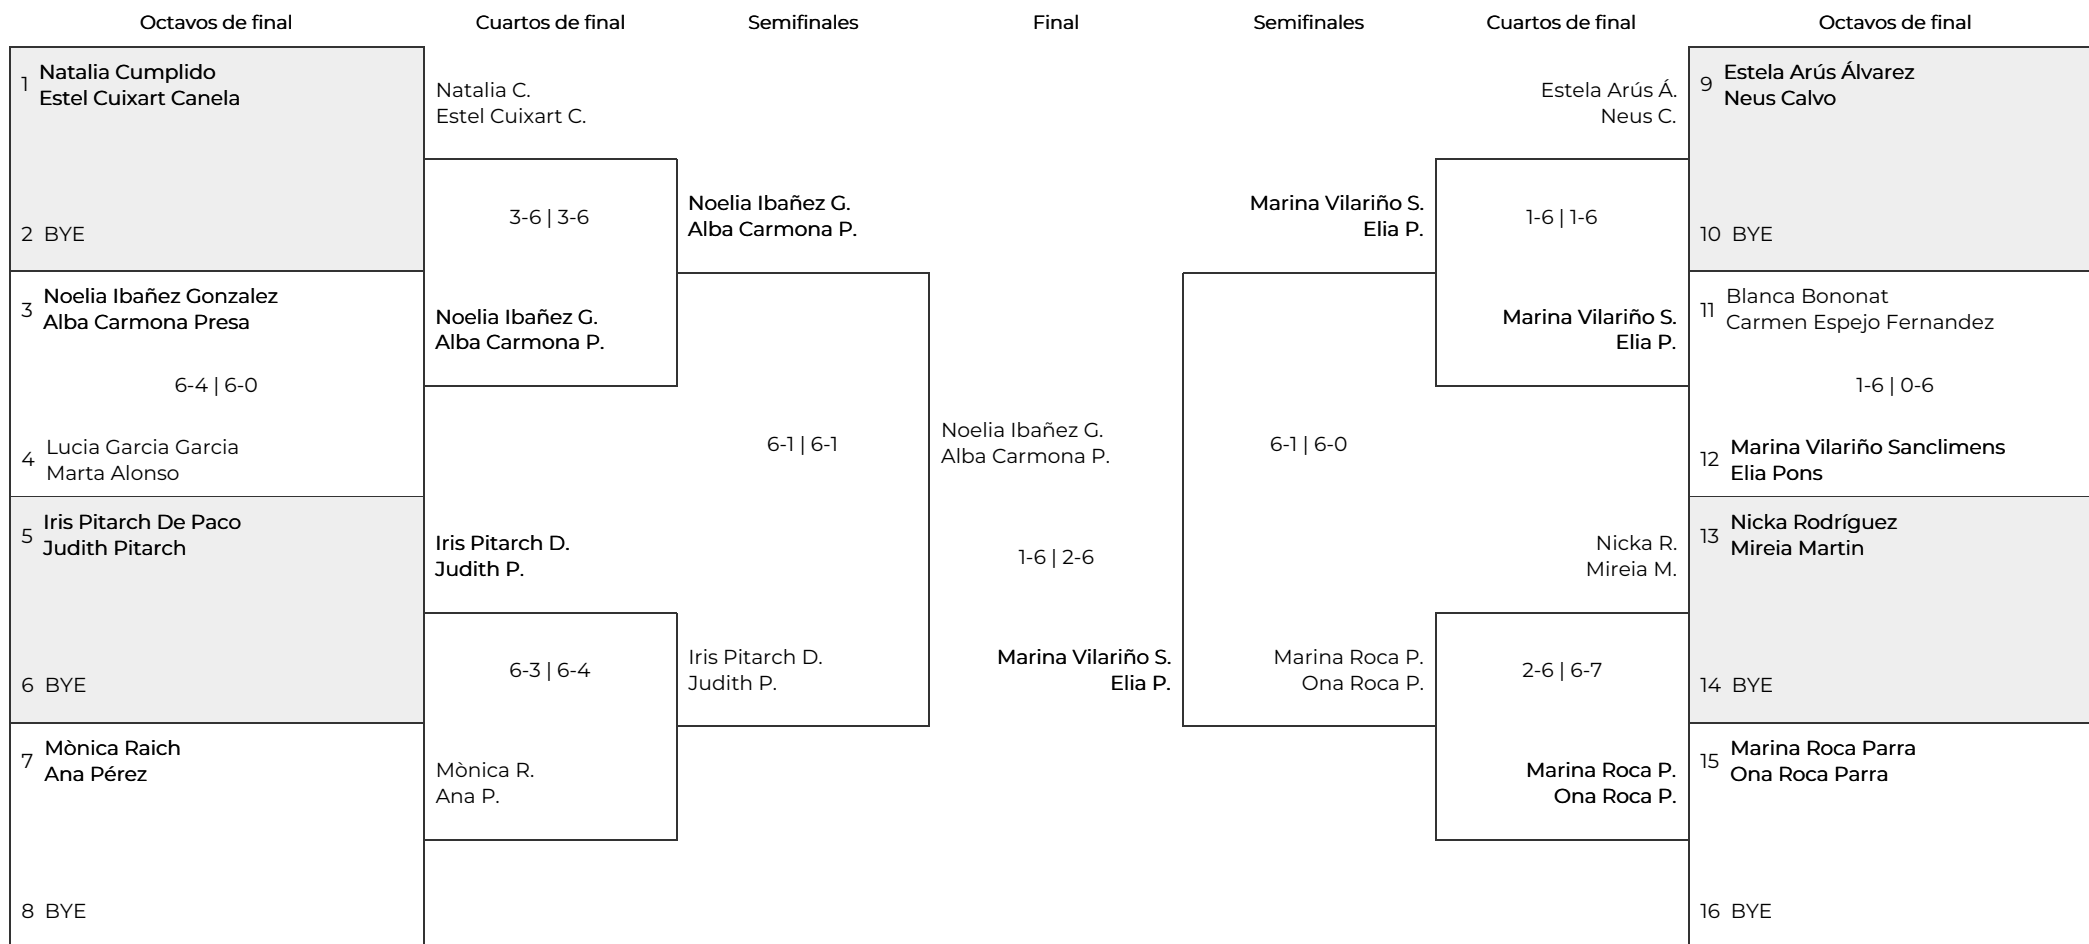 Octavos de final
Cuartos de final
Semifinales
Final
Semifinales
Cuartos de final
Octavos de final
1 Natalia Cumplido
Estel Cuixart Canela
2 BYE
3 Noelia Ibañez Gonzalez
Alba Carmona Presa
6-4 | 6-0
4 Lucia Garcia Garcia
Marta Alonso
5 Iris Pitarch De Paco
Judith Pitarch
6 BYE
7 Mònica Raich
Ana Pérez
8 BYE
Natalia C.
Estel Cuixart C.
3-6 | 3-6
Noelia Ibañez G.
Alba Carmona P.
Iris Pitarch D.
Judith P.
6-3 | 6-4
Mònica R.
Ana P.
Noelia Ibañez G.
Alba Carmona P.
6-1 | 6-1
Iris Pitarch D.
Judith P.
Noelia Ibañez G.
Alba Carmona P.
1-6 | 2-6
Marina Vilariño S.
Elia P.
Marina Vilariño S.
Elia P.
6-1 | 6-0
Marina Roca P.
Ona Roca P.
Estela Arús Á.
Neus C.
1-6 | 1-6
Marina Vilariño S.
Elia P.
Nicka R.
Mireia M.
2-6 | 6-7
Marina Roca P.
Ona Roca P.
9 Estela Arús Álvarez
Neus Calvo
10 BYE
11 Blanca Bononat
Carmen Espejo Fernandez
1-6 | 0-6
12 Marina Vilariño Sanclimens
Elia Pons
13 Nicka Rodríguez
Mireia Martin
14 BYE
15 Marina Roca Parra
Ona Roca Parra
16 BYE